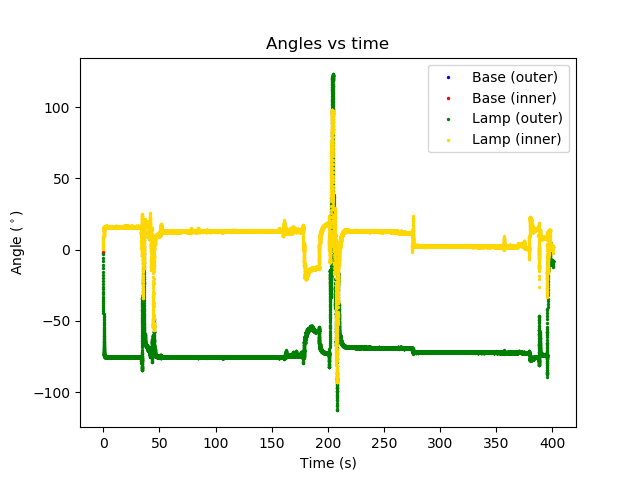 Angles vs time
Base (outer)
Base (inner)
Lamp (outer)
Lamp (inner)
Angle (°)
100
50
0
−50
−100
0
50
100
150
200
250
300
350
400
Time (s)